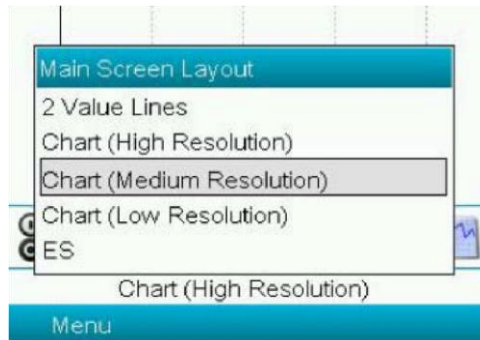 Main Screen Layout
2 Value Lines
Chart (High Resolution)
Chart (Medium Resolution)
Chart (Low Resolution)
ES
Chart (High Resolution)
Menu